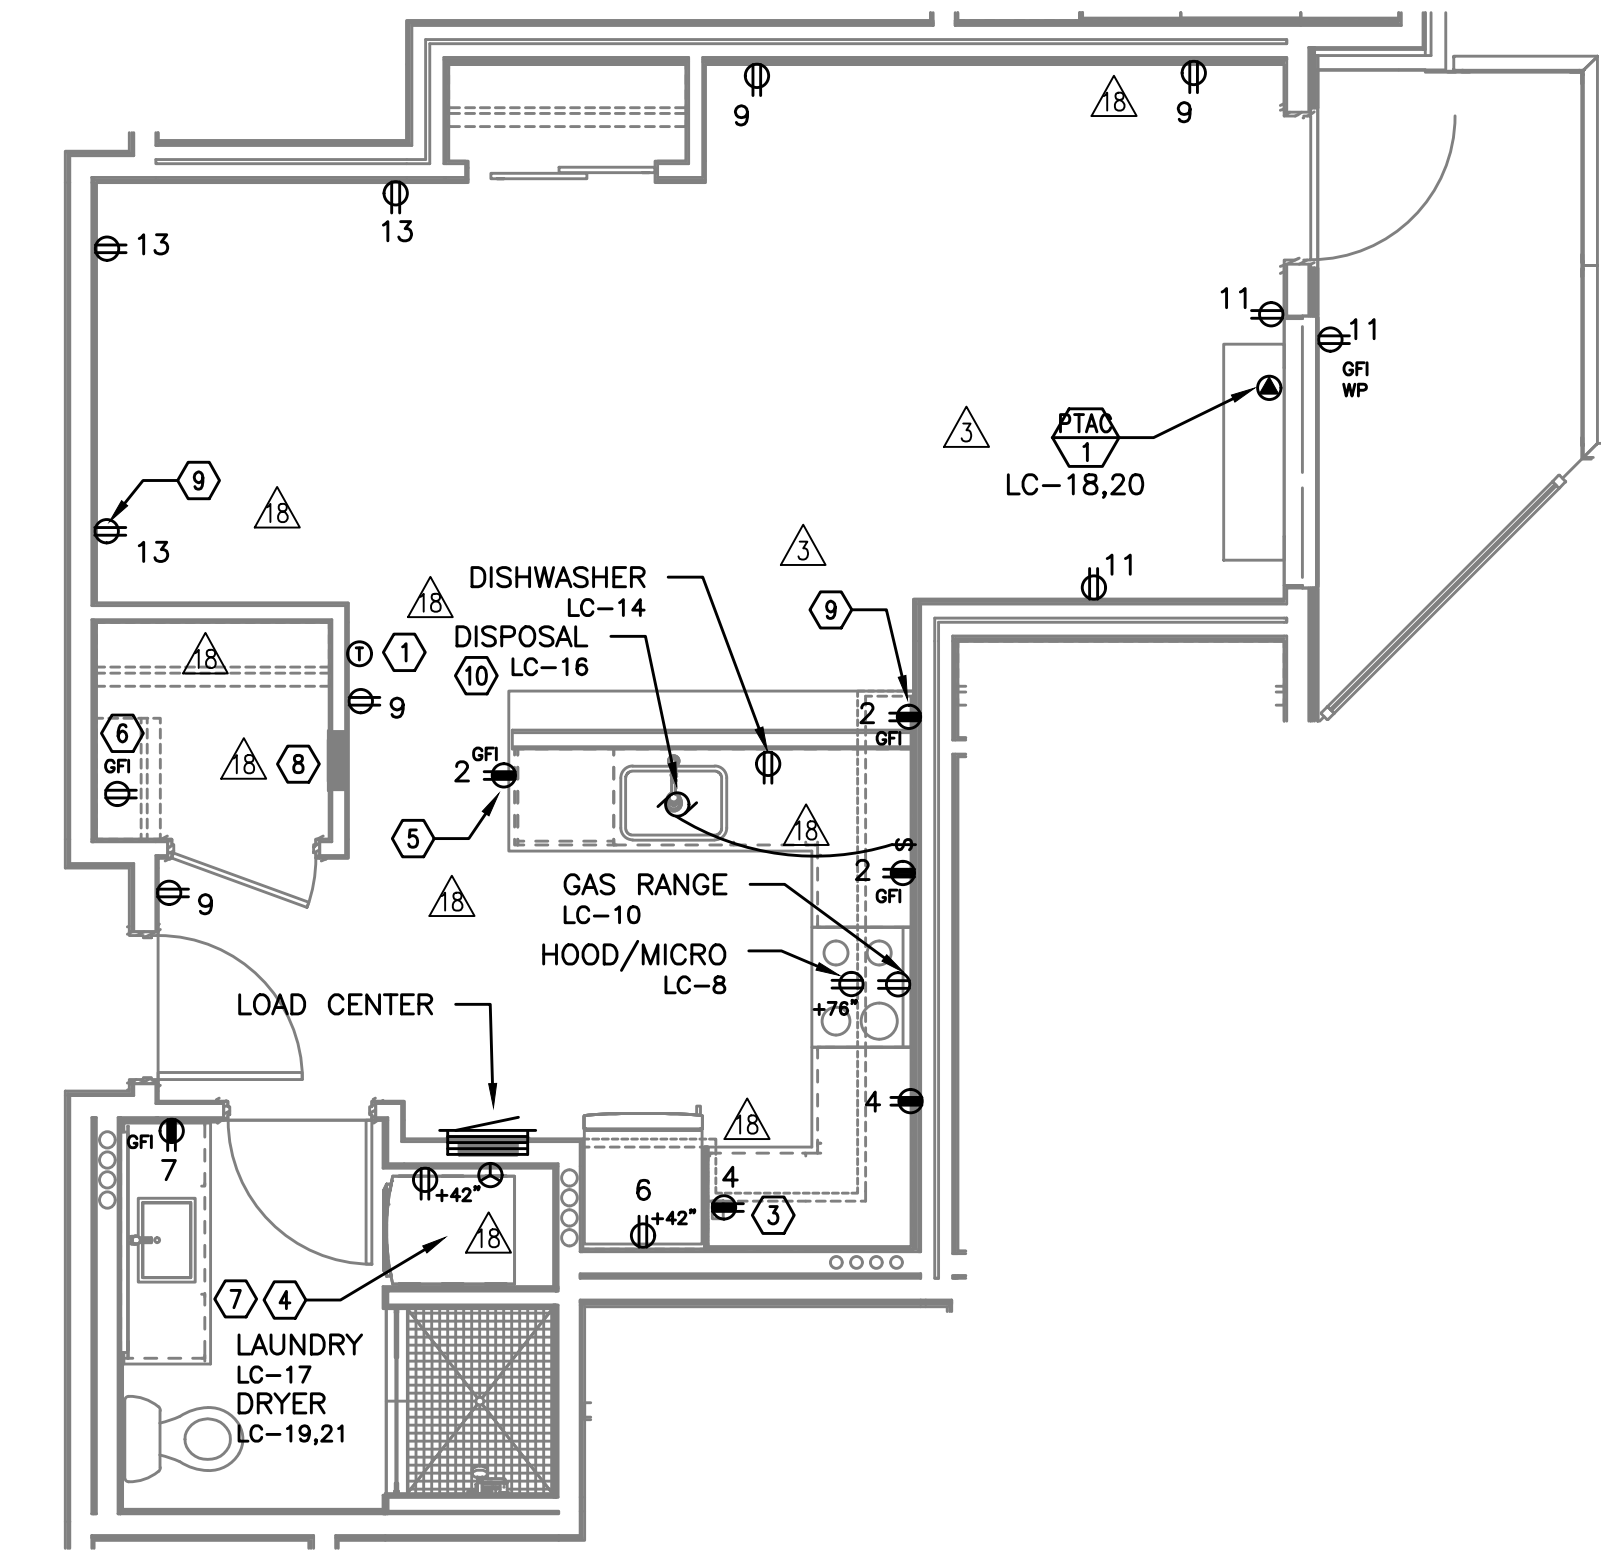 9
18
9
13
13
11
11
GFI
WP
3
PTAC
1
LC-18,20
9
18
13
3
11
DISHWASHER
LC-14
18
9
DISPOSAL
LC-16
10
18
T
1
9
2
GFI
6
GFI
18
8
GFI
2
5
18
S
2
GFI
GAS RANGE
LC-10
18
9
HOOD/MICRO
LC-8
+76"
LOAD CENTER
4
18
GFI
7
+42"
4
6
+42"
3
18
7
4
LAUNDRY
LC-17
DRYER
LC-19,21